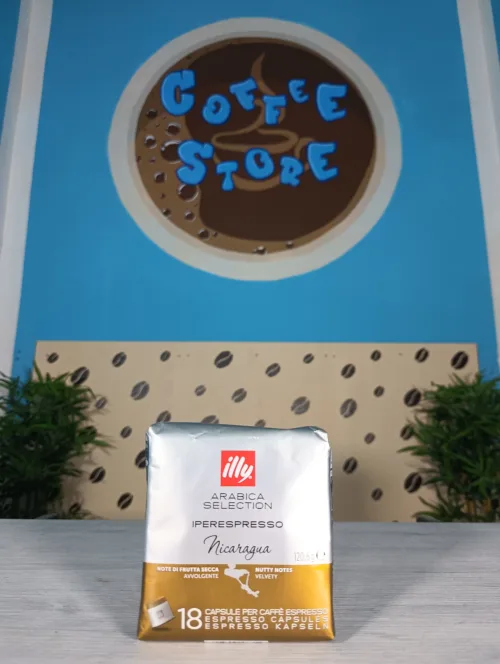 COFFEE
STORE
illy
ARABICA
SELECTION
IPERESPRESSO
Nicaragua
NOTE DI FRUTTA SECCA
AVVOLGENTE
NUTTY NOTES
VELVETY
18
CAPSULE PER CAFFÈ ESPRESSO
ESPRESSO CAPSULES
ESPRESSO KAPSELN